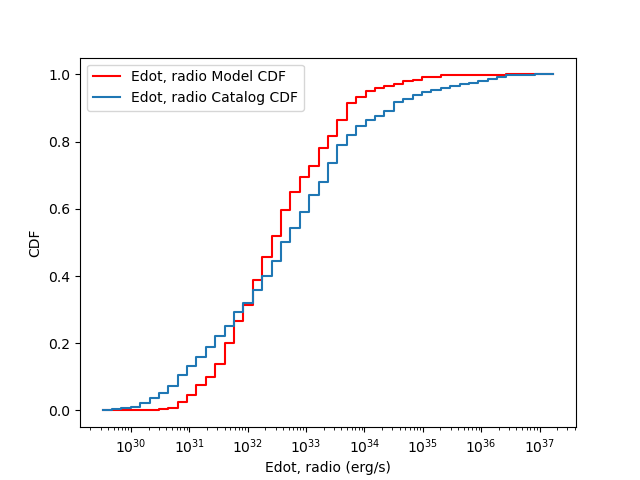 Edot, radio Model CDF
Edot, radio Catalog CDF
1.0
0.8
0.6
0.4
0.2
0.0
CDF
10^30 10^31 10^32 10^33 10^34 10^35 10^36 10^37
Edot, radio (erg/s)